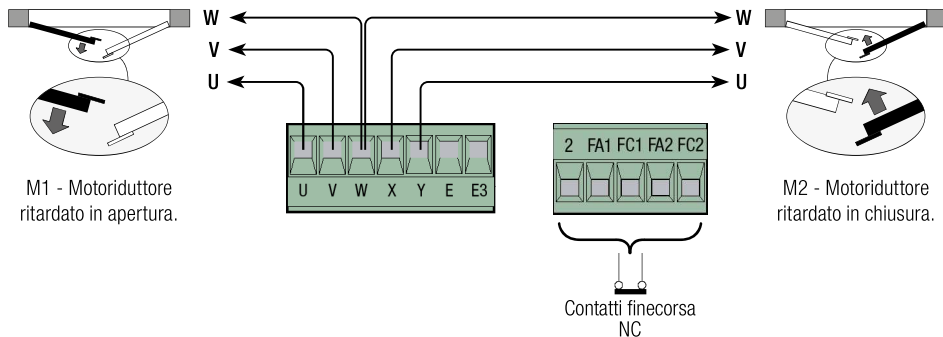 W
V
U
W
V
U
U V W X Y E E3
2 FA1 FC1 FA2 FC2
M1 - Motoriduttore
ritardato in apertura.
M2 - Motoriduttore
ritardato in chiusura.
Contatti finecorsa
NC